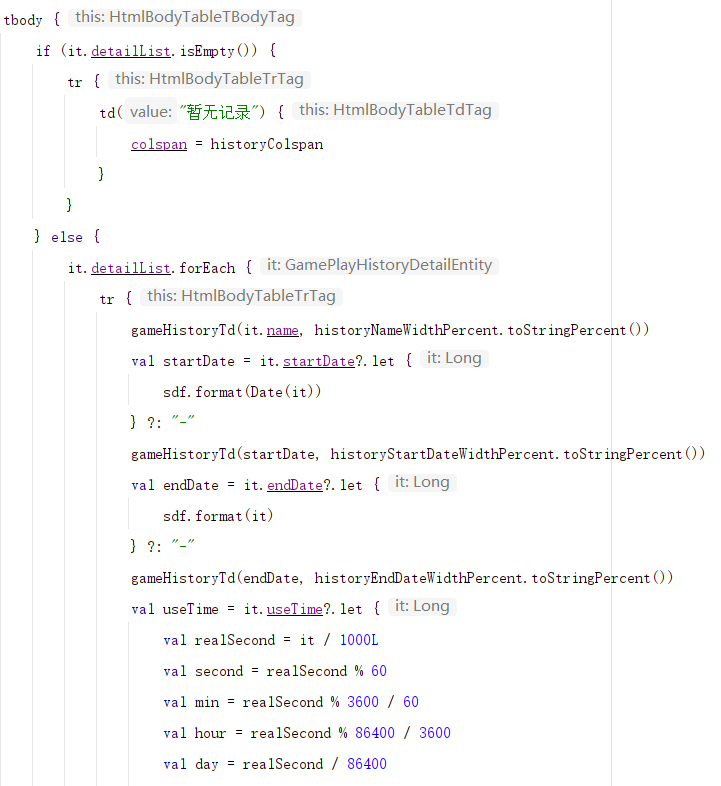 tbody { this: HtmlBodyTableTBodyTag
if (it.detailList.isEmpty()) {
tr { this: HtmlBodyTableTrTag
td( value: "暂无记录") { this: HtmlBodyTableTdTag
colspan = historyColspan
}
}
} else {
it.detailList.forEach { it: GamePlayHistoryDetailEntity
tr { this: HtmlBodyTableTrTag
gameHistoryTd(it.name, historyNameWidthPercent.toStringPercent())
val startDate = it.startDate?.let { it: Long
sdf.format(Date(it))
} ?: "-"
gameHistoryTd(startDate, historyStartDateWidthPercent.toStringPercent())
val endDate = it.endDate?.let { it: Long
sdf.format(it)
} ?: "-"
gameHistoryTd(endDate, historyEndDateWidthPercent.toStringPercent())
val useTime = it.useTime?.let { it: Long
val realSecond = it / 1000L
val second = realSecond % 60
val min = realSecond % 3600 / 60
val hour = realSecond % 86400 / 3600
val day = realSecond / 86400